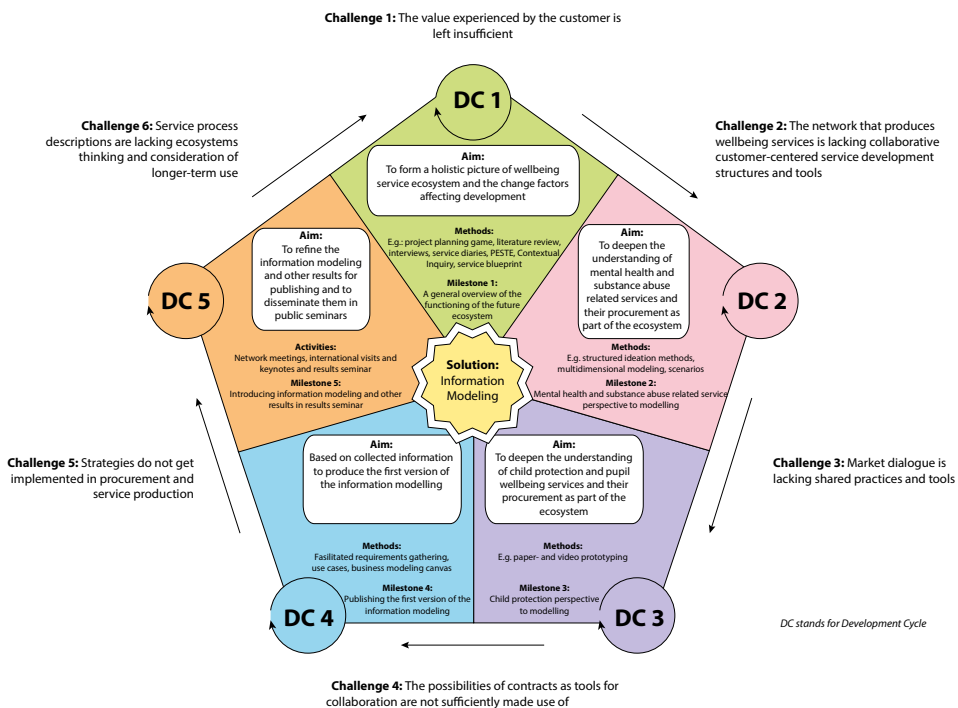 Challenge 1: The value experienced by the customer is
left insufficient
DC 1
Challenge 6: Service process
descriptions are lacking ecosystems
thinking and consideration of
longer-term use
Challenge 2: The network that produces
wellbeing services is lacking collaborative
customer-centered service development
structures and tools
Aim:
To form a holistic picture of wellbeing
service ecosystem and the change factors
affecting development
Methods:
E.g.: project planning game, literature review,
interviews, service diaries, PESTE, Contextual
Inquiry, service blueprint
Milestone 1:
A general overview of the
functioning of the future
ecosystem
DC 5
Aim:
To refine the
information modeling
and other results for
publishing and to
disseminate them in
public seminars
Activities:
Network meetings, international visits and
keynotes and results seminar
Milestone 5:
Introducing information modeling and other
results in results seminar
Aim:
To deepen the
understanding of
mental health and
substance abuse
related services and
their procurement as
part of the ecosystem
DC 2
Methods:
E.g. structured ideation methods,
multidimensional modeling, scenarios
Milestone 2:
Mental health and substance abuse related service
perspective to modelling
Solution:
Information
Modeling
Challenge 5: Strategies do not get
implemented in procurement and
service production
Challenge 3: Market dialogue is
lacking shared practices and tools
Aim:
Based on collected information
to produce the first version of
the information modelling
Methods:
Fasilitated requirements gathering,
use cases, business modeling canvas
Milestone 4:
Publishing the first version of the
information modeling
DC 4
Aim:
To deepen the understanding
of child protection and pupil
wellbeing services and their
procurement as part of the
ecosystem
Methods:
E.g. paper- and video prototyping
Milestone 3:
Child protection perspective
to modelling
DC 3
DC stands for Development Cycle
Challenge 4: The possibilities of contracts as tools for
collaboration are not sufficiently made use of